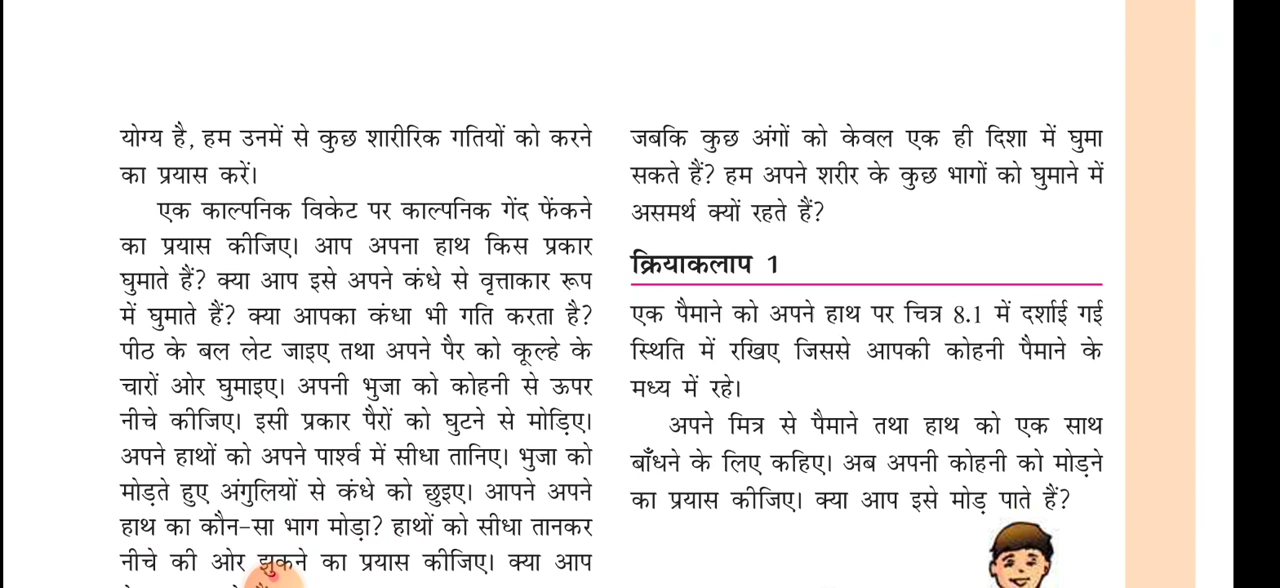 योग्य है, हम उनमें से कुछ शारीरिक गतियों को करने
का प्रयास करें।
एक काल्पनिक विकेट पर काल्पनिक गेंद फेंकने
का प्रयास कीजिए। आप अपना हाथ किस प्रकार
घुमाते हैं? क्या आप इसे अपने कंधे से वृत्ताकार रूप
में घुमाते हैं? क्या आपका कंधा भी गति करता है?
पीठ के बल लेट जाइए तथा अपने पैर को कूल्हे के
चारों ओर घुमाइए। अपनी भुजा को कोहनी से ऊपर
नीचे कीजिए। इसी प्रकार पैरों को घुटने से मोड़िए।
अपने हाथों को अपने पार्श्व में सीधा तानिए। भुजा को
मोड़ते हुए अंगुलियों से कंधे को छुइए। आपने अपने
हाथ का कौन-सा भाग मोड़ा? हाथों को सीधा तानकर
नीचे की ओर झुकने का प्रयास कीजिए। क्या आप
जबकि कुछ अंगों को केवल एक ही दिशा में घुमा
सकते हैं? हम अपने शरीर के कुछ भागों को घुमाने में
असमर्थ क्यों रहते हैं?
क्रियाकलाप 1
एक पैमाने को अपने हाथ पर चित्र 8.1 में दर्शाई गई
स्थिति में रखिए जिससे आपकी कोहनी पैमाने के
मध्य में रहे।
अपने मित्र से पैमाने तथा हाथ को एक साथ
बाँधने के लिए कहिए। अब अपनी कोहनी को मोड़ने
का प्रयास कीजिए। क्या आप इसे मोड़ पाते हैं?